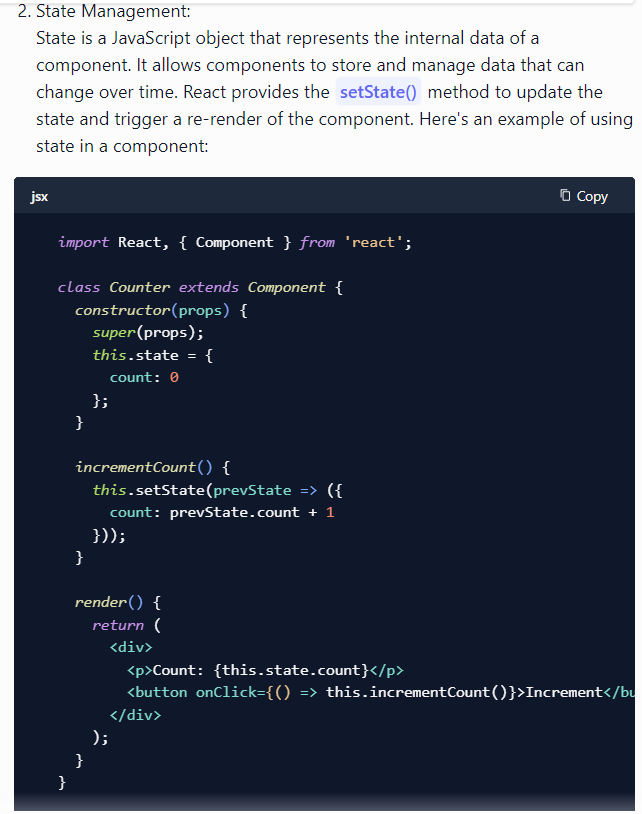 2. State Management:
State is a JavaScript object that represents the internal data of a
component. It allows components to store and manage data that can
change over time. React provides the setState() method to update the
state and trigger a re-render of the component. Here's an example of using
state in a component:
jsx
Copy
import React, { Component } from 'react';
class Counter extends Component {
constructor(props) {
super(props);
this.state = {
count: 0
};
}
incrementCount() {
this.setState(prevState => ({
count: prevState.count + 1
}));
}
render() {
return (
<div>
<p>Count: {this.state.count}</p>
<button onClick={() => this.incrementCount()}>Increment</bu
</div>
);
}
}